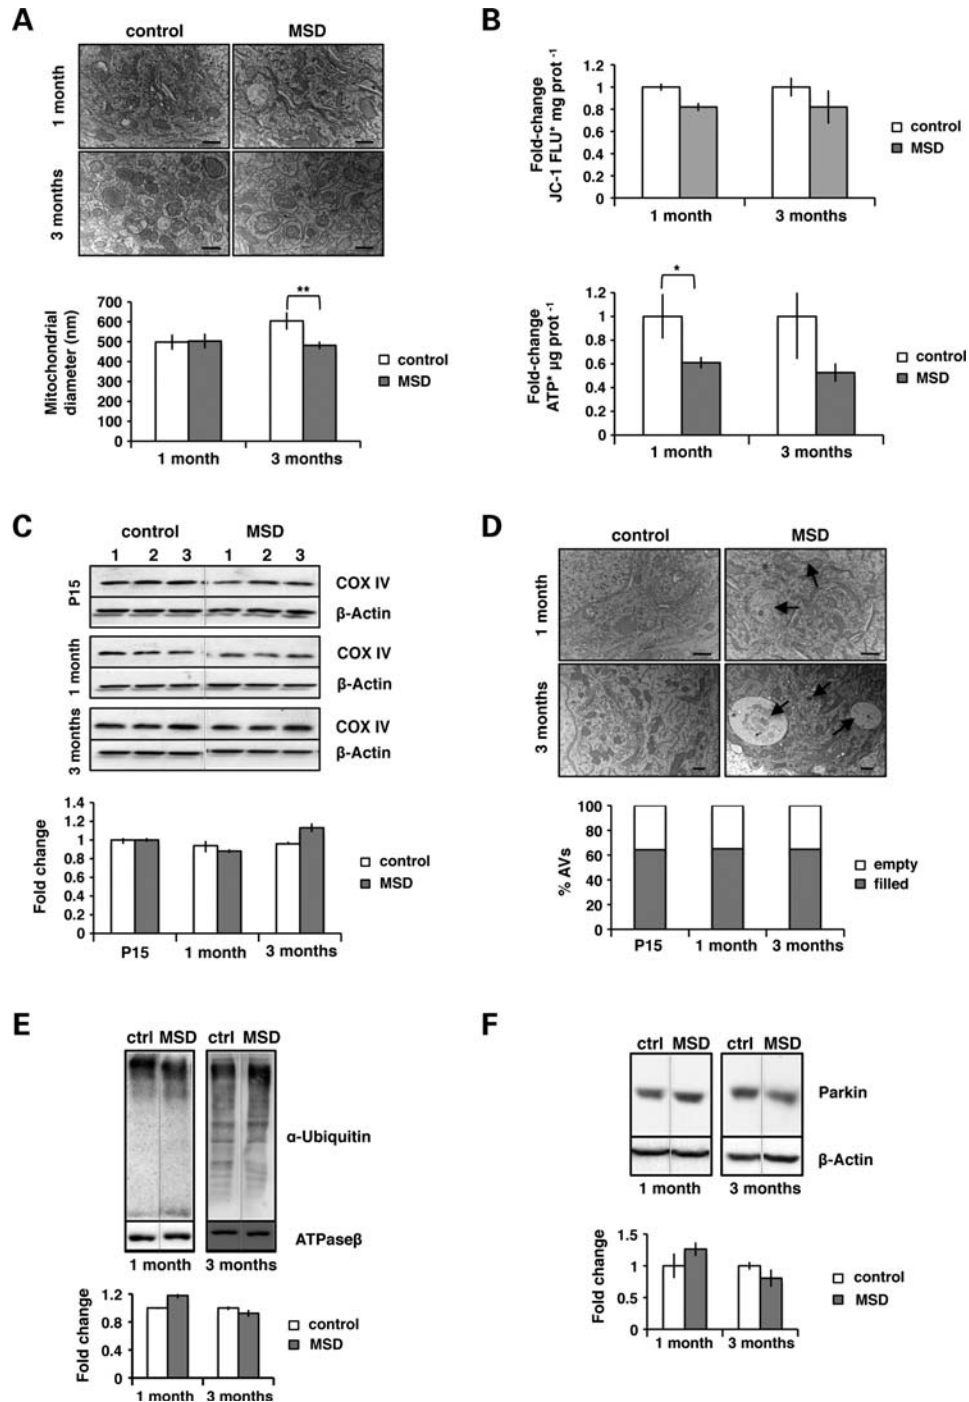 A
control MSD
1 month
3 months
Mitochondrial
diameter (nm)
700
600
500
400
300
200
100
0
**
1 month 3 months
control
MSD
B
Fold-change
JC-1 FLU* mg prot -1
1.2
1
0.8
0.6
0.4
0.2
0
1 month 3 months
control
MSD
Fold-change
ATP* µg prot -1
1.2
1
0.8
0.6
0.4
0.2
0
*
1 month 3 months
control
MSD
C
control MSD
1 2 3 1 2 3
P15
COX IV
β-Actin
1 month
COX IV
β-Actin
3 months
COX IV
β-Actin
Fold change
1.4
1.2
1
0.8
0.6
0.4
0.2
0
P15 1 month 3 months
control
MSD
D
control MSD
1 month
3 months
% AVs
100
80
60
40
20
0
P15 1 month 3 months
empty
filled
E
ctrl MSD ctrl MSD
α-Ubiquitin
ATPaseβ
1 month 3 months
Fold change
1.2
0.8
0.4
0
1 month 3 months
control
MSD
F
ctrl MSD ctrl MSD
Parkin
β-Actin
1 month 3 months
Fold change
1.5
1
0.5
0
1 month 3 months
control
MSD